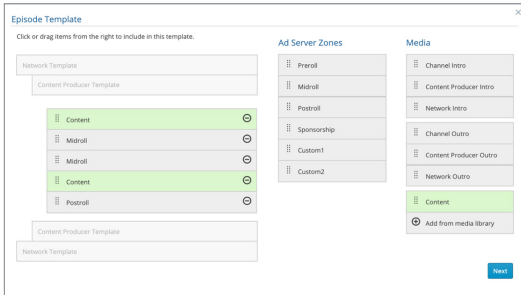 ×
Episode Template
Click or drag items from the right to include in this template.
Network Template
Content Producer Template
Content
Midroll
Midroll
Content
Postroll
Content Producer Template
Network Template
Ad Server Zones
Preroll
Midroll
Postroll
Sponsorship
Custom1
Custom2
Media
Channel Intro
Content Producer Intro
Network Intro
Channel Outro
Content Producer Outro
Network Outro
Content
Add from media library
Next